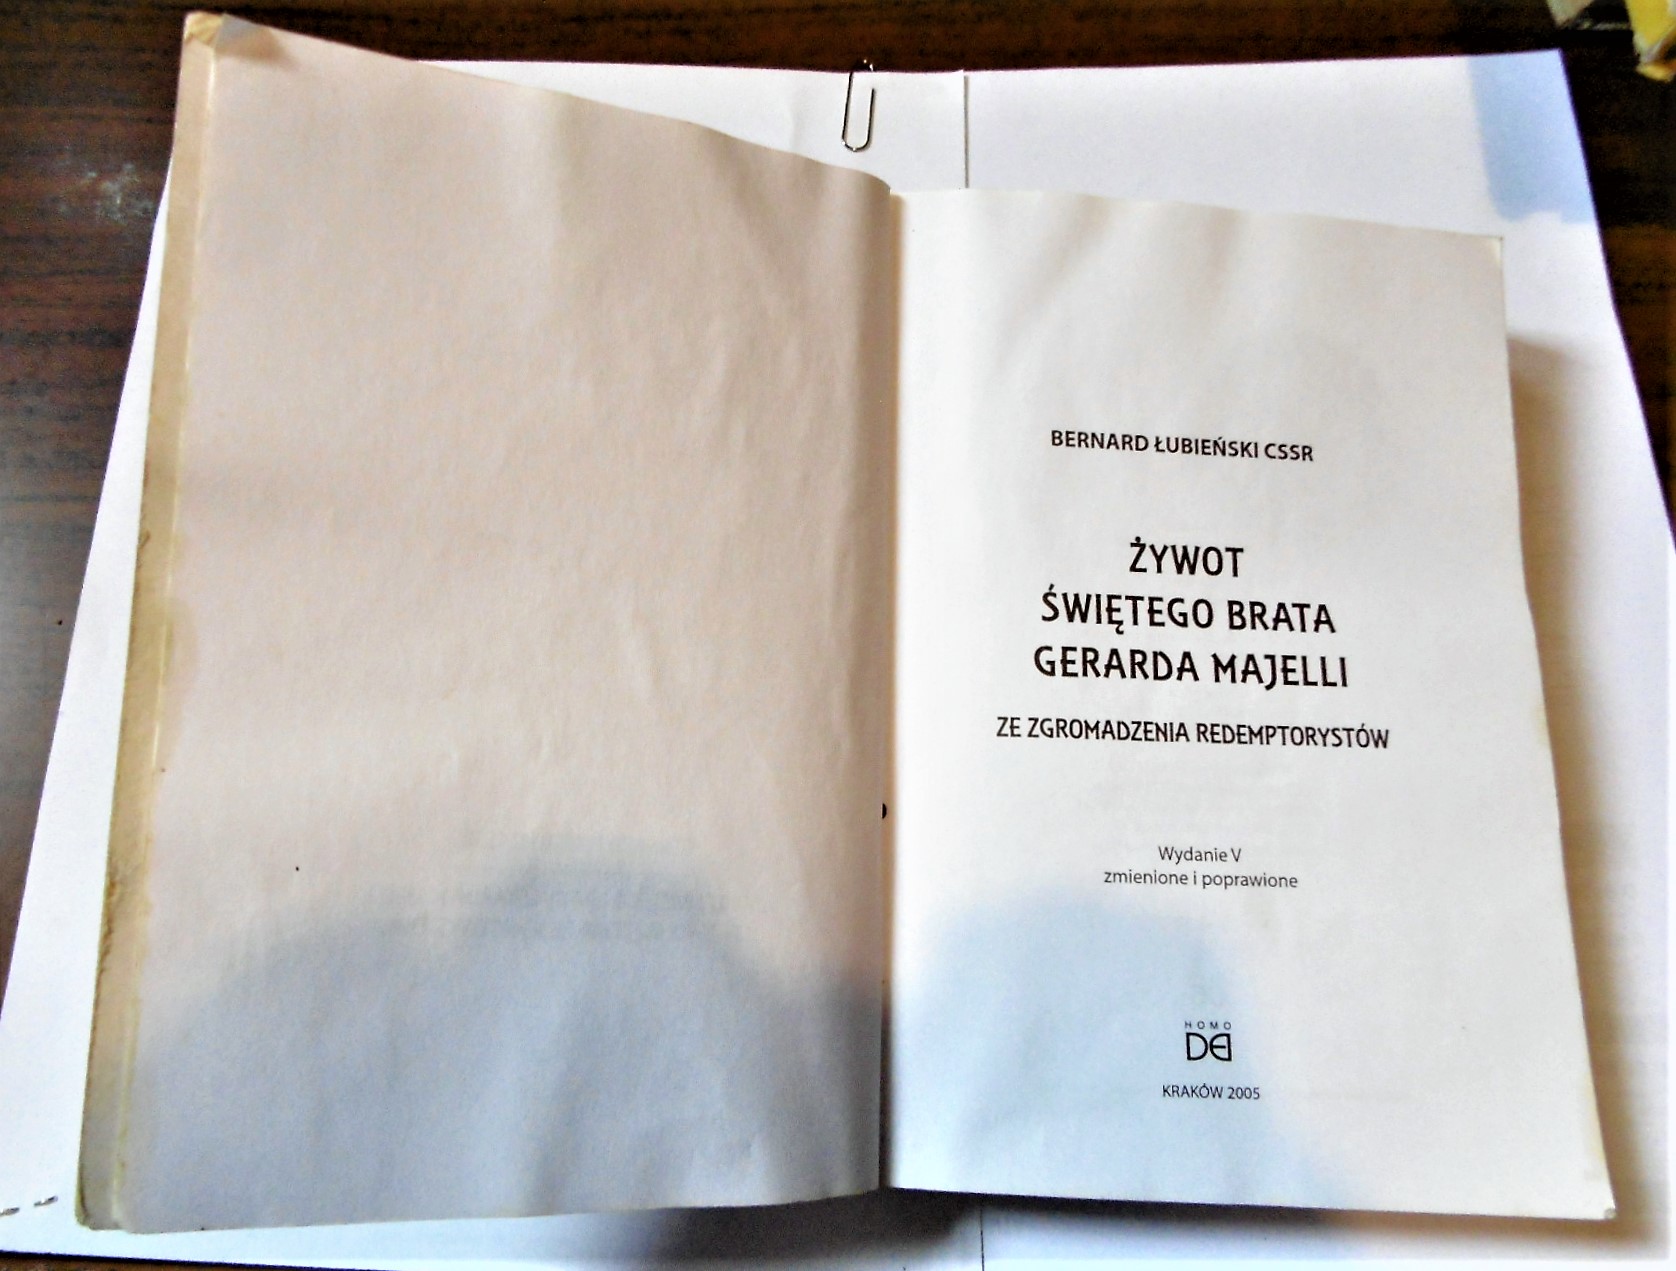 BERNARD ŁUBIEŃSKI CSSR
ŻYWOT
ŚWIĘTEGO BRATA
GERARDA MAJELLI
ZE ZGROMADZENIA REDEMPTORYSTÓW
Wydanie V
zmienione i poprawione
HOMO
DEI
KRAKÓW 2005